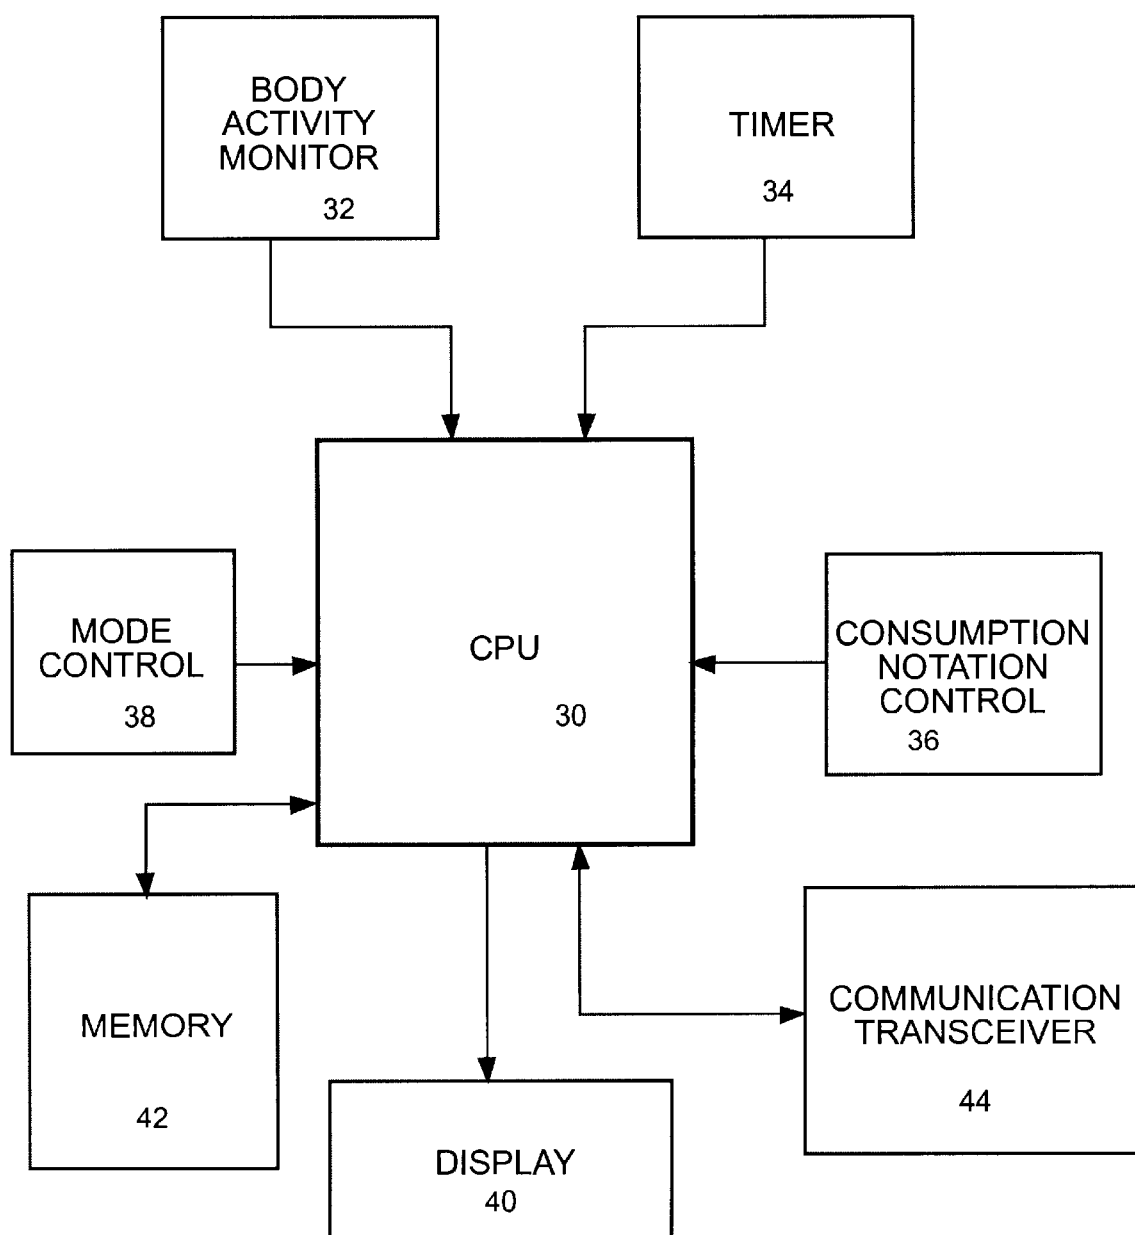 BODY
ACTIVITY
MONITOR
32
TIMER
34
MODE
CONTROL
38
CPU
30
CONSUMPTION
NOTATION
CONTROL
36
MEMORY
42
DISPLAY
40
COMMUNICATION
TRANSCEIVER
44